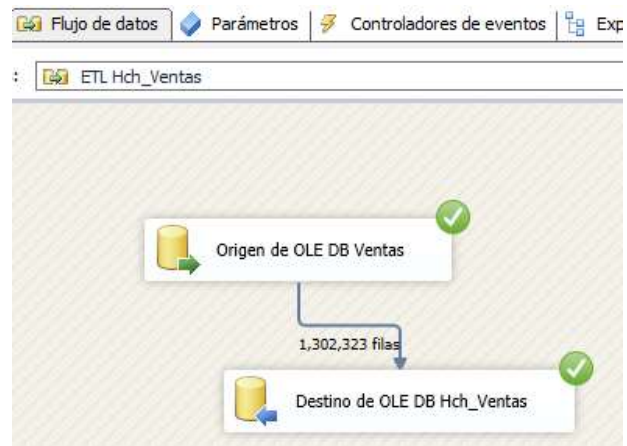 Flujo de datos Parámetros Controladores de eventos Exp
: ETL Hch_Ventas
Origen de OLE DB Ventas
1,302,323 filas
Destino de OLE DB Hch_Ventas